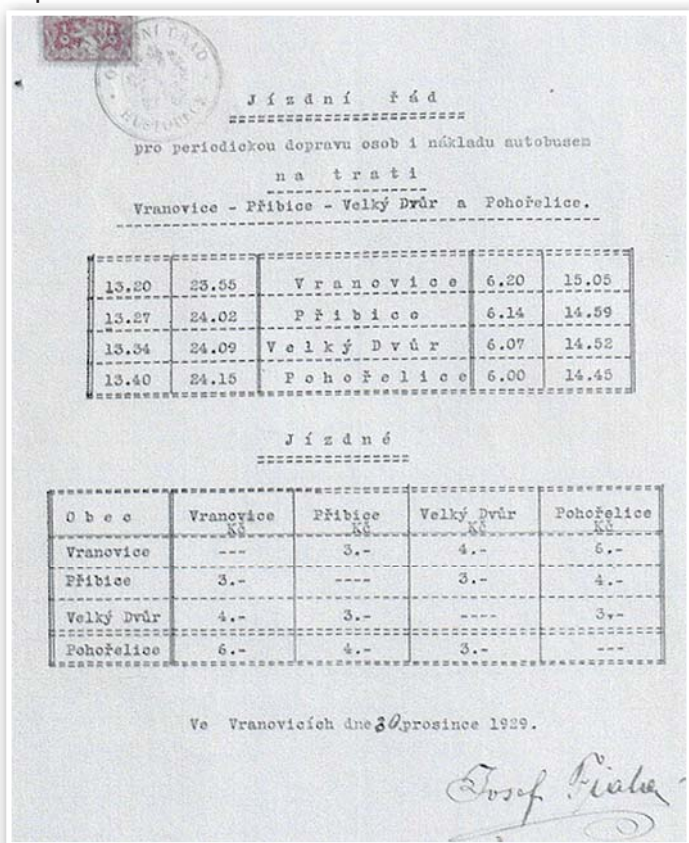 OKRESNÍ ÚŘAD
HUSTOPEČE
Jízdní řád
pro periodickou dopravu osob i nákladu autobusem
na trati
Vranovice - Přibice - Velký Dvůr a Pohořelice.
13.20 23.55 Vranovice 6.20 15.05
13.27 24.02 Přibice 6.14 14.59
13.34 24.09 Velký Dvůr 6.07 14.52
13.40 24.15 Pohořelice 6.00 14.45
Jízdné
Obec Vranovice Přibice Velký Dvůr Pohořelice
Kč Kč Kč Kč
Vranovice --- 3.- 4.- 6.-
Přibice 3.- ---- 3.- 4.-
Velký Dvůr 4.- 3.- ---- 3.-
Pohořelice 6.- 4.- 3.- ---
Ve Vranovicích dne 30 prosince 1929.
Josef